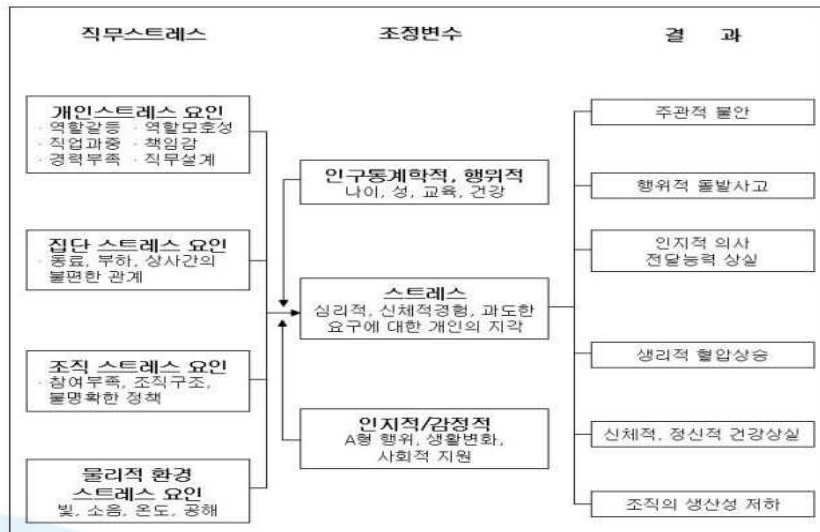 직무스트레스
조정변수
결 과
개인스트레스 요인
· 역할갈등 · 역할모호성
· 직업과중 · 책임감
· 경력부족 · 직무설계
집단 스트레스 요인
· 동료, 부하, 상사간의
불편한 관계
조직 스트레스 요인
· 참여부족, 조직구조,
불명확한 정책
물리적 환경
스트레스 요인
빛, 소음, 온도, 공해
인구통계학적, 행위적
나이, 성, 교육, 건강
스트레스
심리적, 신체적경험, 과도한
요구에 대한 개인의 지각
인지적/감정적
A형 행위, 생활변화,
사회적 지원
주관적 불안
행위적 돌발사고
인지적 의사
전달능력 상실
생리적 혈압상승
신체적, 정신적 건강상실
조직의 생산성 저하